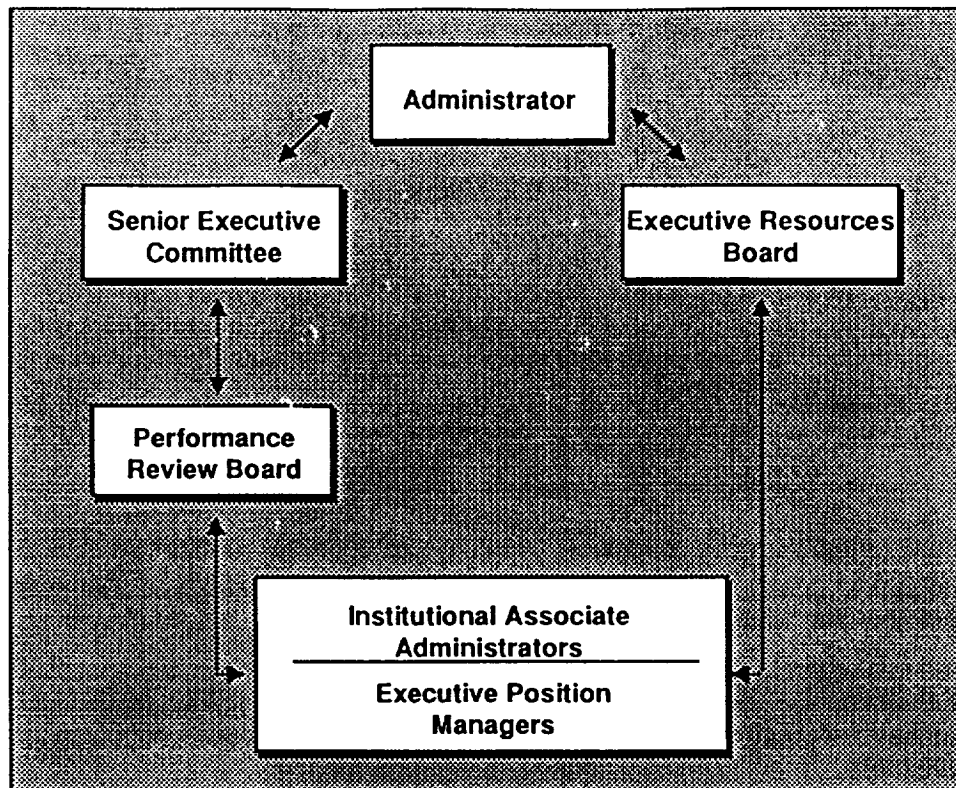 Administrator
Senior Executive
Committee
Executive Resources
Board
Performance
Review Board
Institutional Associate
Administrators
Executive Position
Managers